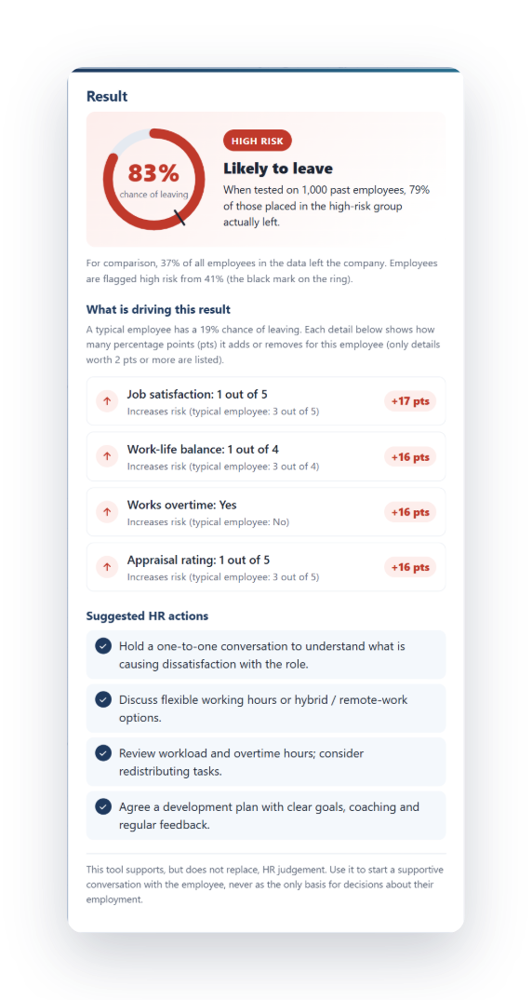 Result
83%
chance of leaving
HIGH RISK
Likely to leave
When tested on 1,000 past employees, 79%
of those placed in the high-risk group
actually left.
For comparison, 37% of all employees in the data left the company. Employees
are flagged high risk from 41% (the black mark on the ring).
What is driving this result
A typical employee has a 19% chance of leaving. Each detail below shows how
many percentage points (pts) it adds or removes for this employee (only details
worth 2 pts or more are listed).
Job satisfaction: 1 out of 5
Increases risk (typical employee: 3 out of 5)
+17 pts
Work-life balance: 1 out of 4
Increases risk (typical employee: 3 out of 4)
+16 pts
Works overtime: Yes
Increases risk (typical employee: No)
+16 pts
Appraisal rating: 1 out of 5
Increases risk (typical employee: 3 out of 5)
+16 pts
Suggested HR actions
Hold a one-to-one conversation to understand what is
causing dissatisfaction with the role.
Discuss flexible working hours or hybrid / remote-work
options.
Review workload and overtime hours; consider
redistributing tasks.
Agree a development plan with clear goals, coaching and
regular feedback.
This tool supports, but does not replace, HR judgement. Use it to start a supportive
conversation with the employee, never as the only basis for decisions about their
employment.